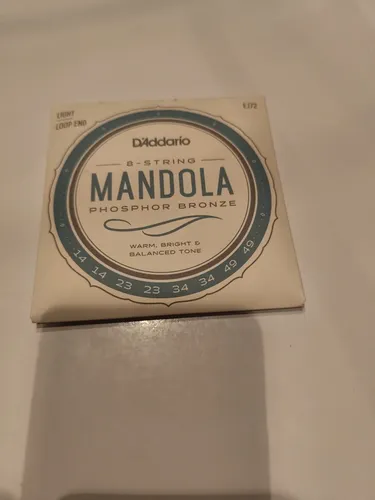 LIGHT
LOOP-END
EJ72
D'Addario
8-STRING
MANDOLA
PHOSPHOR BRONZE
WARM, BRIGHT &
BALANCED TONE
14 14 23 23 34 34 49 49